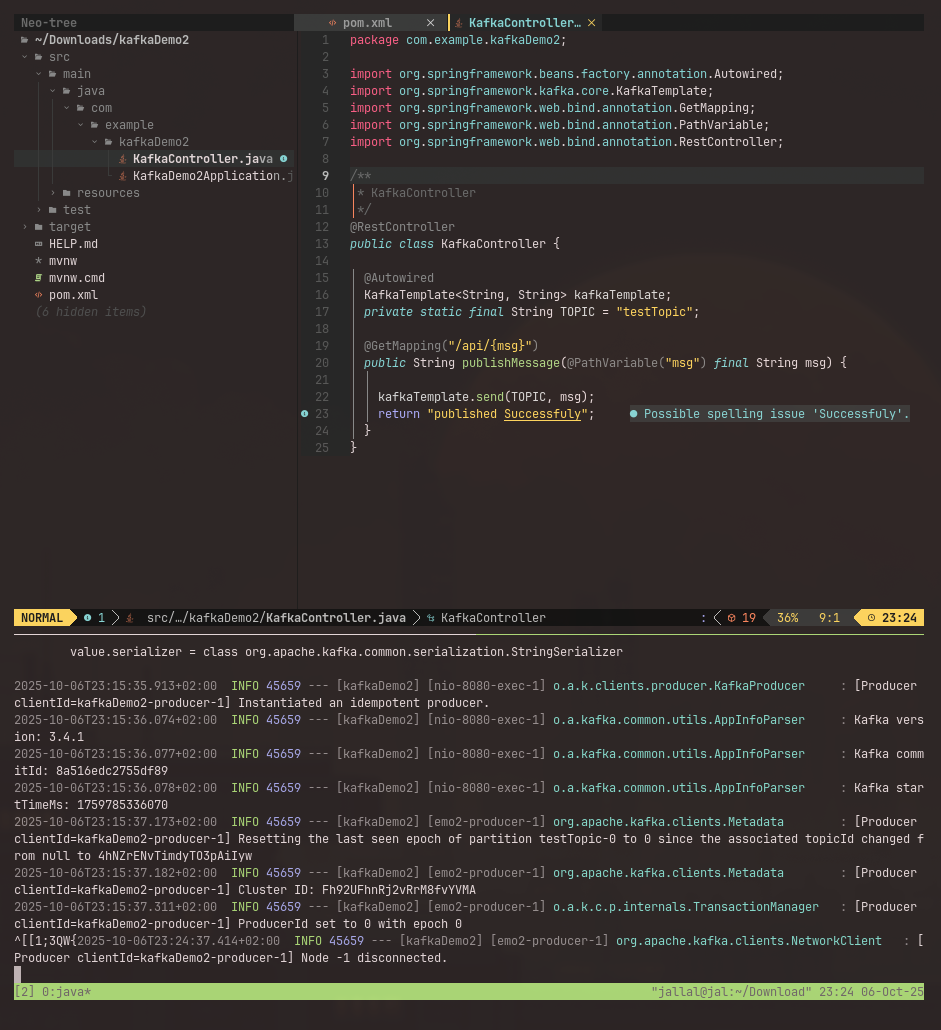 Neo-tree
pom.xml × KafkaController… ×
~/Downloads/kafkaDemo2
src
main
java
com
example
kafkaDemo2
KafkaController.java
KafkaDemo2Application.j
resources
test
target
HELP.md
mvnw
mvnw.cmd
pom.xml
(6 hidden items)
1 package com.example.kafkaDemo2;
2
3 import org.springframework.beans.factory.annotation.Autowired;
4 import org.springframework.kafka.core.KafkaTemplate;
5 import org.springframework.web.bind.annotation.GetMapping;
6 import org.springframework.web.bind.annotation.PathVariable;
7 import org.springframework.web.bind.annotation.RestController;
8
9 /**
10 * KafkaController
11 */
12 @RestController
13 public class KafkaController {
14
15 @Autowired
16 KafkaTemplate<String, String> kafkaTemplate;
17 private static final String TOPIC = "testTopic";
18
19 @GetMapping("/api/{msg}")
20 public String publishMessage(@PathVariable("msg") final String msg) {
21
22 kafkaTemplate.send(TOPIC, msg);
23 return "published Successfuly"; ● Possible spelling issue 'Successfuly'.
24 }
25 }
NORMAL 1 src/…/kafkaDemo2/KafkaController.java KafkaController : 19 36% 9:1 23:24
value.serializer = class org.apache.kafka.common.serialization.StringSerializer
2025-10-06T23:15:35.913+02:00 INFO 45659 --- [kafkaDemo2] [nio-8080-exec-1] o.a.k.clients.producer.KafkaProducer : [Producer
clientId=kafkaDemo2-producer-1] Instantiated an idempotent producer.
2025-10-06T23:15:36.074+02:00 INFO 45659 --- [kafkaDemo2] [nio-8080-exec-1] o.a.kafka.common.utils.AppInfoParser : Kafka vers
ion: 3.4.1
2025-10-06T23:15:36.077+02:00 INFO 45659 --- [kafkaDemo2] [nio-8080-exec-1] o.a.kafka.common.utils.AppInfoParser : Kafka comm
itId: 8a516edc2755df89
2025-10-06T23:15:36.078+02:00 INFO 45659 --- [kafkaDemo2] [nio-8080-exec-1] o.a.kafka.common.utils.AppInfoParser : Kafka star
tTimeMs: 1759785336070
2025-10-06T23:15:37.173+02:00 INFO 45659 --- [kafkaDemo2] [emo2-producer-1] org.apache.kafka.clients.Metadata : [Producer
clientId=kafkaDemo2-producer-1] Resetting the last seen epoch of partition testTopic-0 to 0 since the associated topicId changed f
rom null to 4hNZrENvTimdyTO3pAiIyw
2025-10-06T23:15:37.182+02:00 INFO 45659 --- [kafkaDemo2] [emo2-producer-1] org.apache.kafka.clients.Metadata : [Producer
clientId=kafkaDemo2-producer-1] Cluster ID: Fh92UFhnRj2vRrM8fvYVMA
2025-10-06T23:15:37.311+02:00 INFO 45659 --- [kafkaDemo2] [emo2-producer-1] o.a.k.c.p.internals.TransactionManager : [Producer
clientId=kafkaDemo2-producer-1] ProducerId set to 0 with epoch 0
^[[1;3QW{2025-10-06T23:24:37.414+02:00 INFO 45659 --- [kafkaDemo2] [emo2-producer-1] org.apache.kafka.clients.NetworkClient : [
Producer clientId=kafkaDemo2-producer-1] Node -1 disconnected.
[2] 0:java* "jallal@jal:~/Download" 23:24 06-Oct-25